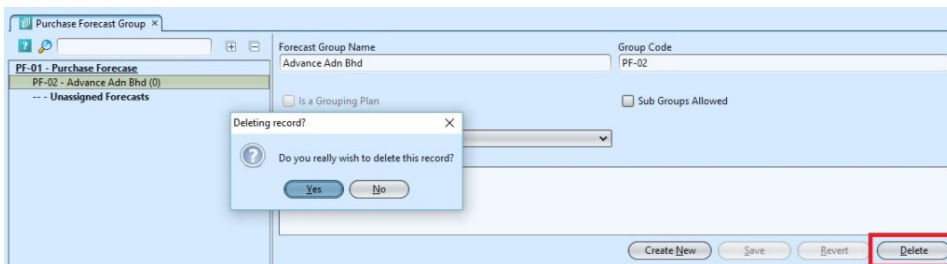 Purchase Forecast Group ×
Forecast Group Name
Group Code
Advance Adn Bhd
PF-02
PF-01 - Purchase Forecase
PF-02 - Advance Adn Bhd (0)
-- - Unassigned Forecasts
Is a Grouping Plan
Sub Groups Allowed
Deleting record?
Do you really wish to delete this record?
Yes
No
Create New
Save
Revert
Delete